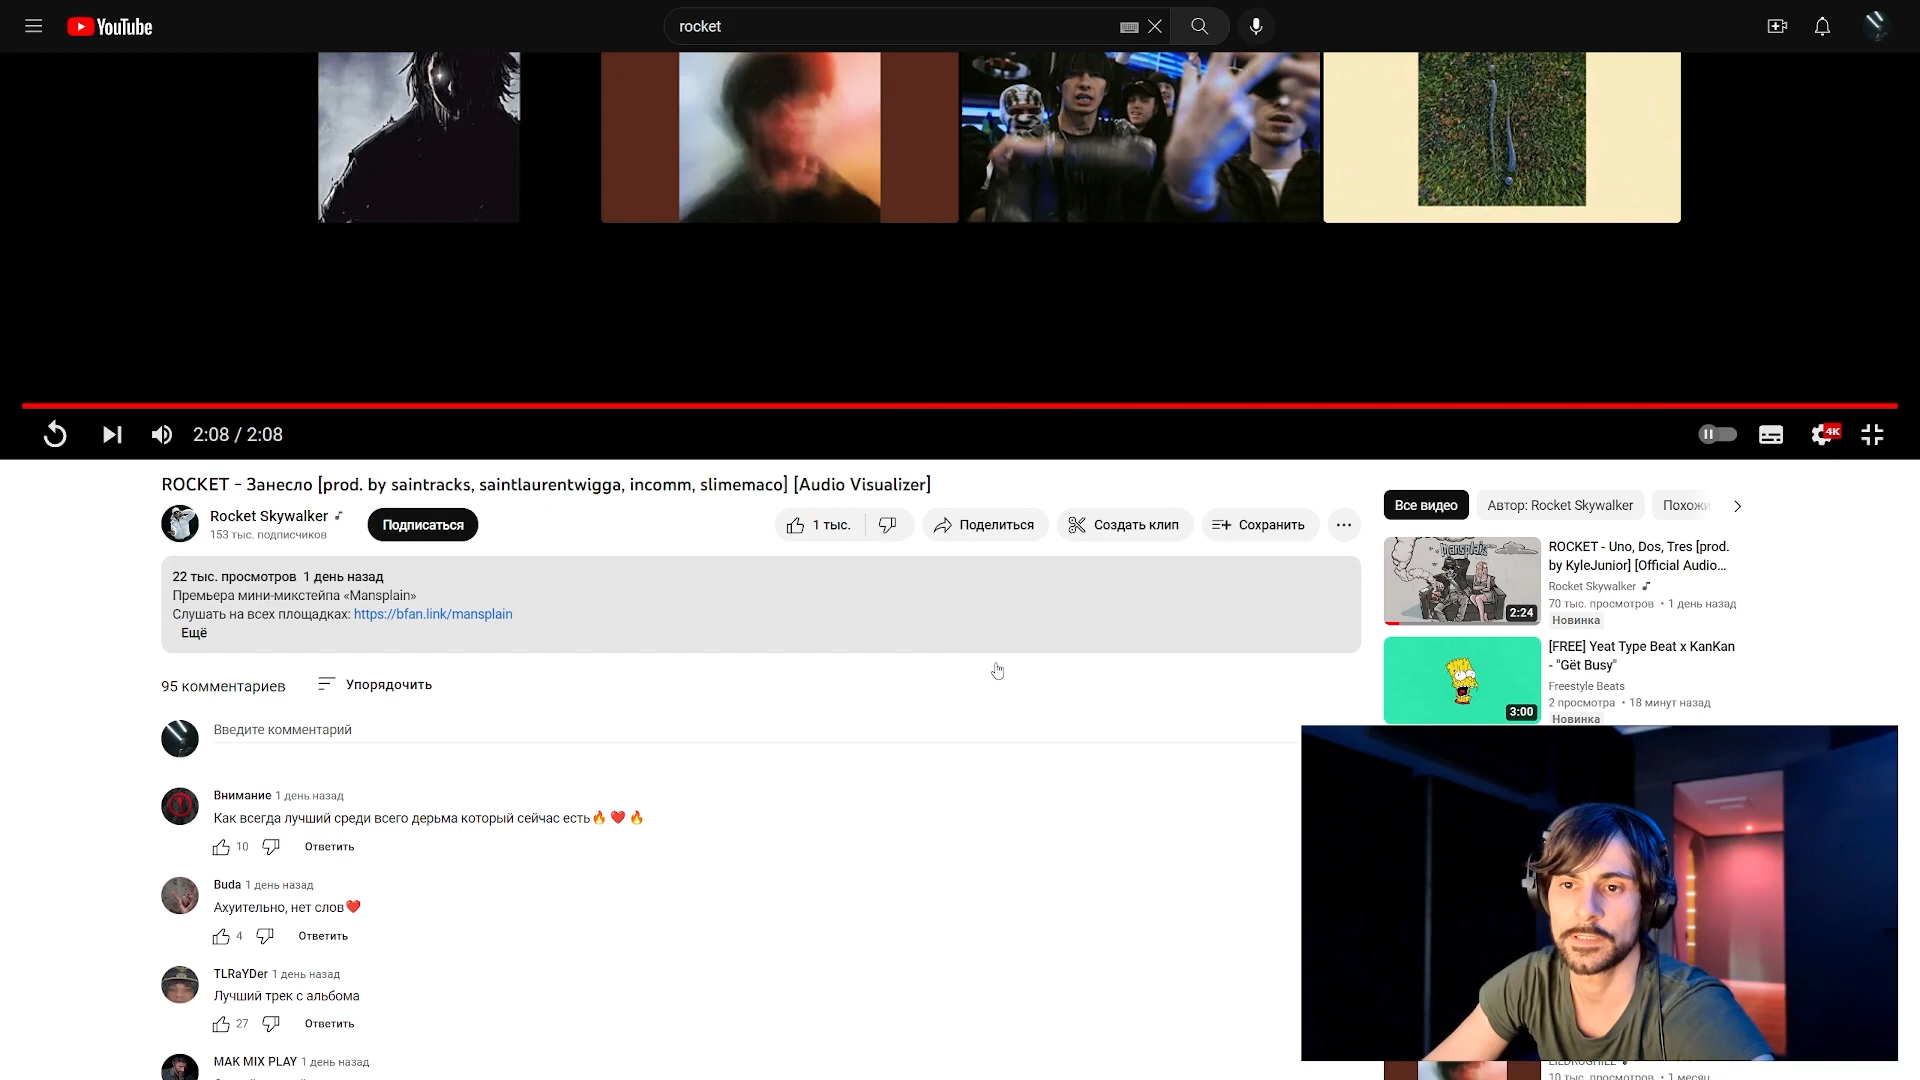 YouTube
rocket
2:08 / 2:08
4K
ROCKET - Занесло [prod. by saintracks, saintlaurentwigga, incomm, slimemaco] [Audio Visualizer]
Rocket Skywalker
153 тыс. подписчиков
Подписаться
1 тыс.
Поделиться
Создать клип
Сохранить
22 тыс. просмотров 1 день назад
Премьера мини-микстейпа «Mansplain»
Слушать на всех площадках: https://bfan.link/mansplain
Ещё
95 комментариев
Упорядочить
Введите комментарий
Внимание 1 день назад
Как всегда лучший среди всего дерьма который сейчас есть🔥 ❤️ 🔥
10
Ответить
Buda 1 день назад
Ахуительно, нет слов❤️
4
Ответить
TLRaYDer 1 день назад
Лучший трек с альбома
27
Ответить
MAK MIX PLAY 1 день назад
Все видео
Автор: Rocket Skywalker
Похожи
mansplain
2:24
ROCKET - Uno, Dos, Tres [prod.
by KyleJunior] [Official Audio...
Rocket Skywalker
70 тыс. просмотров • 1 день назад
Новинка
3:00
[FREE] Yeat Type Beat x KanKan
- "Gët Busy"
Freestyle Beats
2 просмотра • 18 минут назад
Новинка
10 тыс. просмотров • 1 месяц